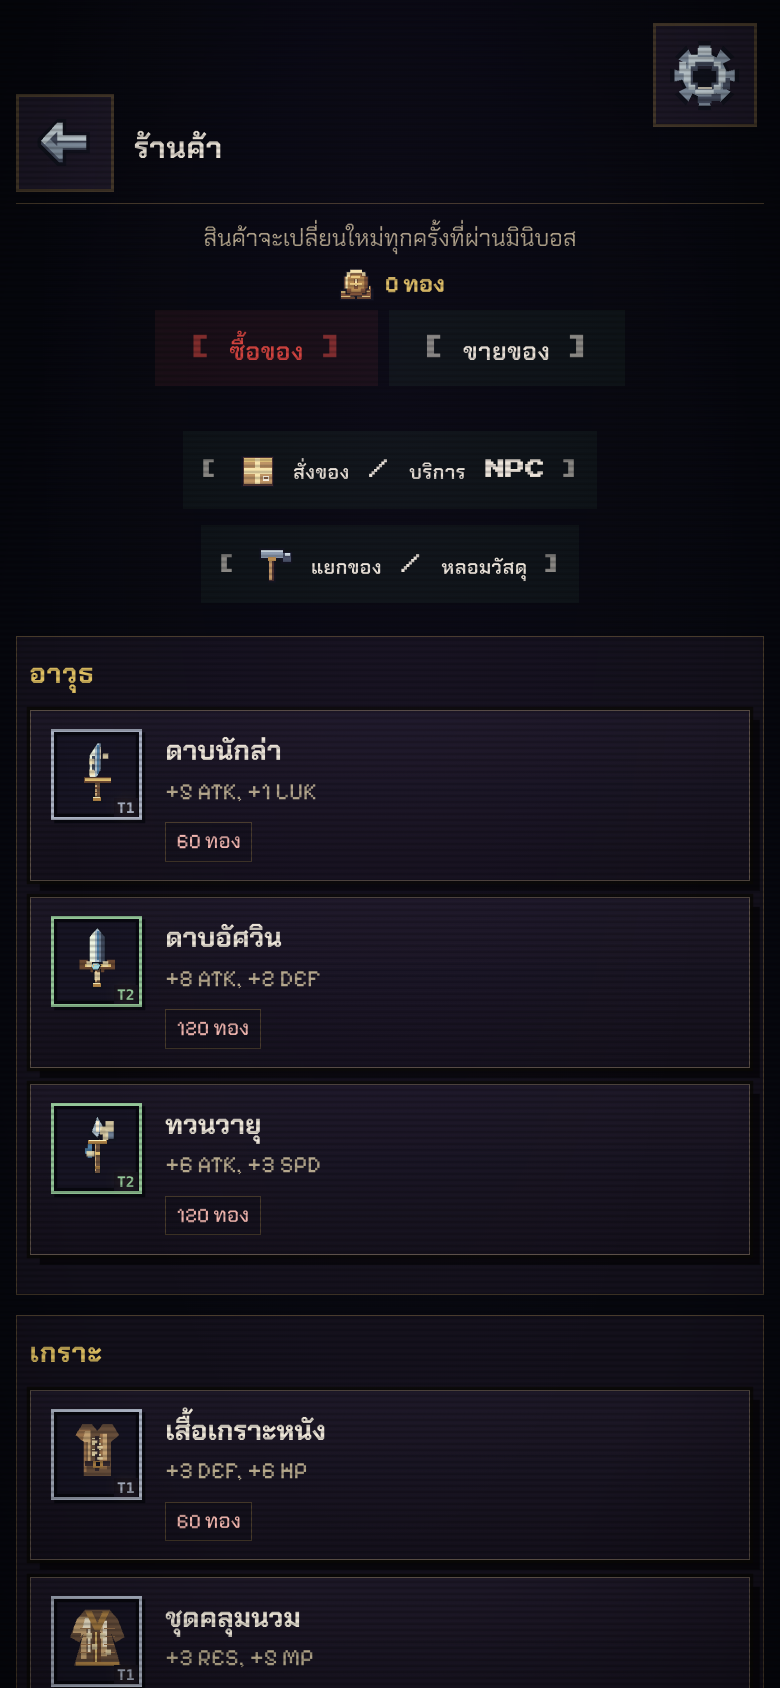 ร้านค้า
สินค้าจะเปลี่ยนใหม่ทุกครั้งที่ผ่านมินิบอส
0 ทอง
[ ซื้อของ ] [ ขายของ ]
[ สั่งของ / บริการ NPC ]
[ แยกของ / หลอมวัสดุ ]
อาวุธ
ดาบนักล่า
+5 ATK, +1 LUK
T1
60 ทอง
ดาบอัศวิน
+8 ATK, +2 DEF
T2
120 ทอง
ทวนวายุ
+6 ATK, +3 SPD
T2
120 ทอง
เกราะ
เสื้อเกราะหนัง
+3 DEF, +6 HP
T1
60 ทอง
ชุดคลุมนวม
+3 RES, +5 MP
T1